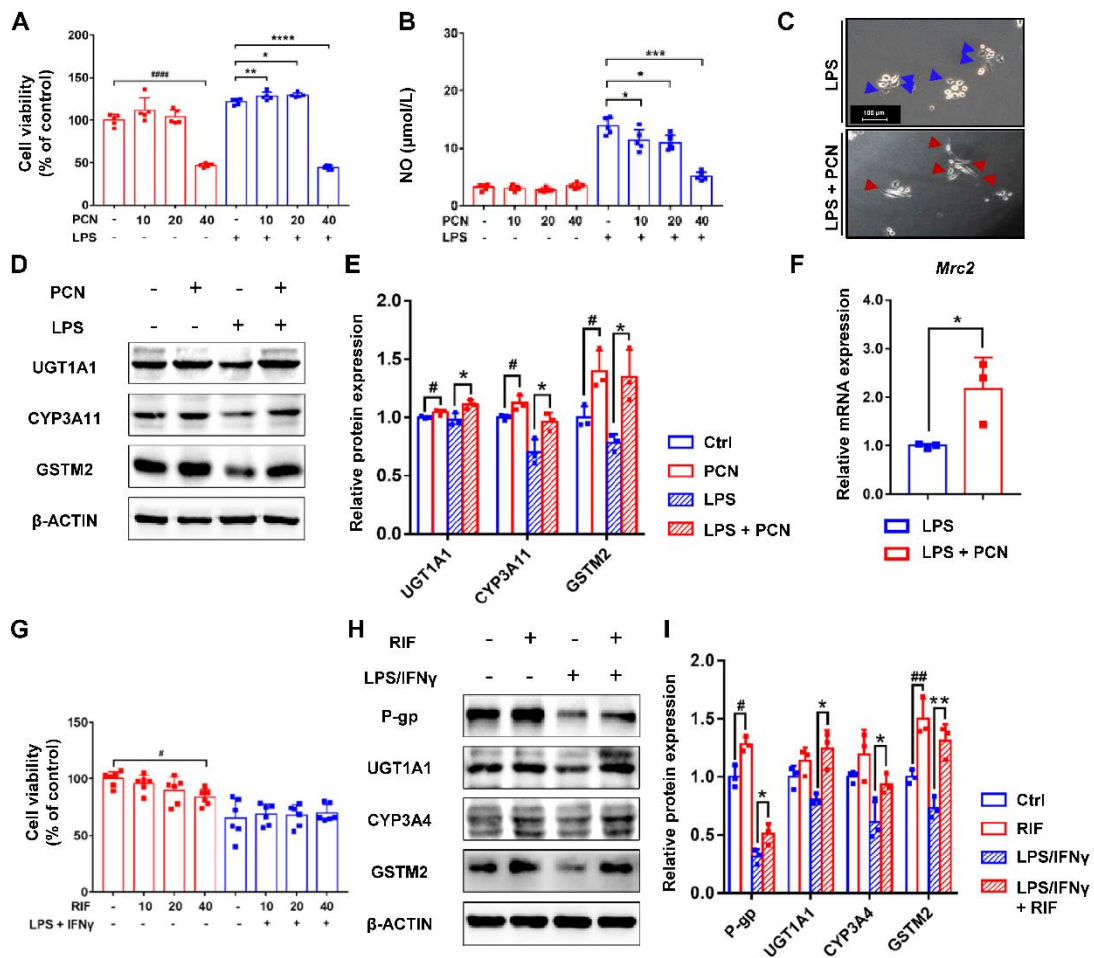 A
Cell viability
(% of control)
150
100
50
0
####
****
*
**
PCN - 10 20 40 - 10 20 40
LPS - - - - + + + +
B
NO (μmol/L)
30
20
10
0
***
*
*
PCN - 10 20 40 - 10 20 40
LPS - - - - + + + +
C
LPS
100 μm
LPS + PCN
D
PCN - + - +
LPS - - + +
UGT1A1
CYP3A11
GSTM2
β-ACTIN
E
Relative protein expression
2.0
1.5
1.0
0.5
0.0
# * # * # *
UGT1A1
CYP3A11
GSTM2
Ctrl
PCN
LPS
LPS + PCN
F
Mrc2
Relative mRNA expression
4.0
3.0
2.0
1.0
0.0
*
LPS
LPS + PCN
G
Cell viability
(% of control)
150
100
50
0
#
RIF - 10 20 40 - 10 20 40
LPS + IFNγ - - - - + + +
H
RIF - + - +
LPS/IFNγ - - + +
P-gp
UGT1A1
CYP3A4
GSTM2
β-ACTIN
I
Relative protein expression
2.0
1.5
1.0
0.5
0.0
# * * * ## **
P-gp
UGT1A1
CYP3A4
GSTM2
Ctrl
RIF
LPS/IFNγ
LPS/IFNγ
+ RIF